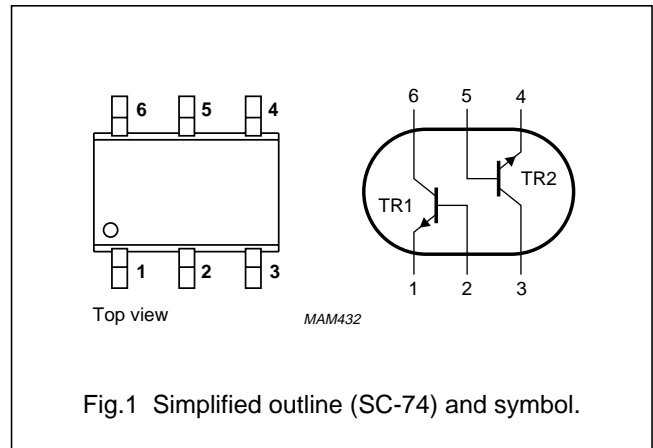 6 5 4
1 2 3
Top view
6 5 4
TR1 TR2
1 2 3
MAM432
Fig.1 Simplified outline (SC-74) and symbol.